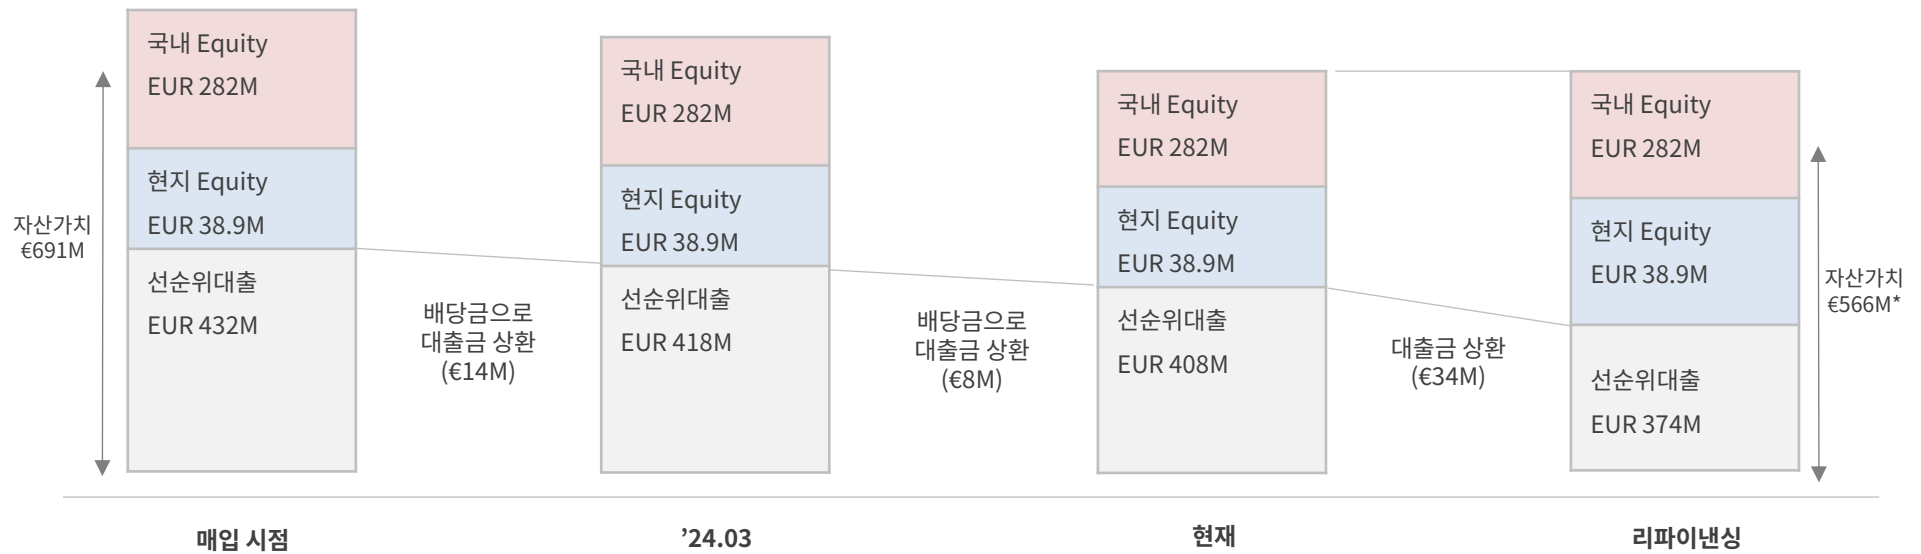 자산가치
€691M
국내 Equity
EUR 282M
현지 Equity
EUR 38.9M
선순위대출
EUR 432M
배당금으로
대출금 상환
(€14M)
국내 Equity
EUR 282M
현지 Equity
EUR 38.9M
선순위대출
EUR 418M
배당금으로
대출금 상환
(€8M)
국내 Equity
EUR 282M
현지 Equity
EUR 38.9M
선순위대출
EUR 408M
대출금 상환
(€34M)
국내 Equity
EUR 282M
현지 Equity
EUR 38.9M
선순위대출
EUR 374M
자산가치
€566M*
매입 시점
’24.03
현재
리파이낸싱